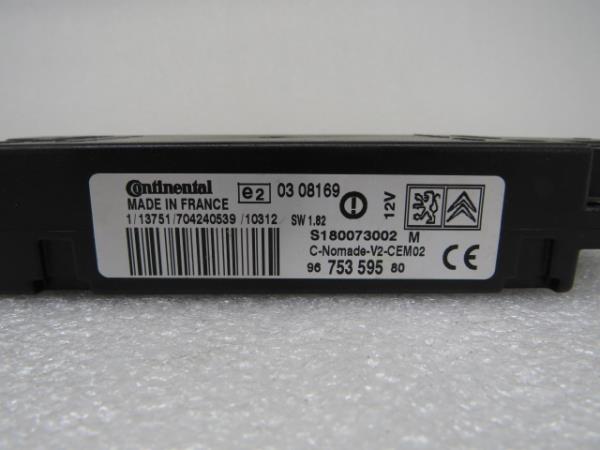 Continental
MADE IN FRANCE
1/13751/704240539/10312
e2 03 08169
SW 1.82
12V
S180073002 M
C-Nomade-V2-CEM02
96 753 595 80
CE